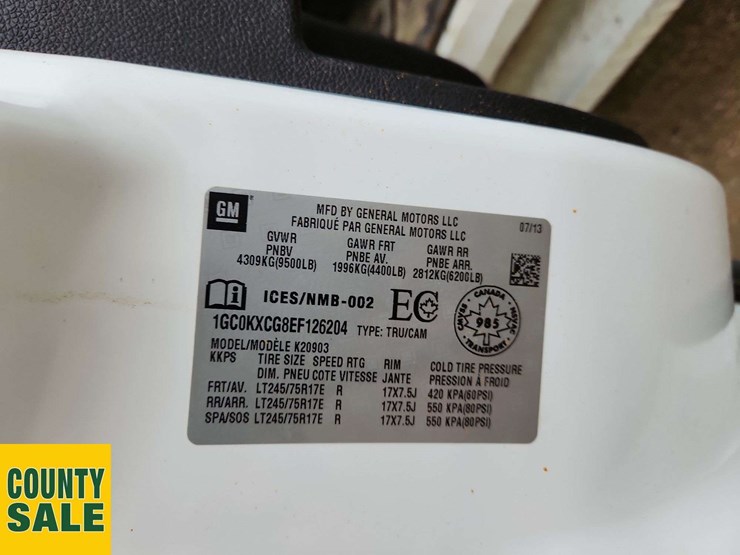 GM
MFD BY GENERAL MOTORS LLC
FABRIQUÉ PAR GENERAL MOTORS LLC
07/13
GVWR GAWR FRT GAWR RR
PNBV PNBE AV. PNBE ARR.
4309KG(9500LB) 1996KG(4400LB) 2812KG(6200LB)
ICES/NMB-002 EC
CANADA
CMVSS 985 NSVAC
TRANSPORT
1GC0KXCG8EF126204 TYPE: TRU/CAM
MODEL/MODÈLE K20903
KKPS TIRE SIZE SPEED RTG RIM COLD TIRE PRESSURE
DIM. PNEU COTE VITESSE JANTE PRESSION À FROID
FRT/AV. LT245/75R17E R 17X7.5J 420 KPA(60PSI)
RR/ARR. LT245/75R17E R 17X7.5J 550 KPA(80PSI)
SPA/SOS LT245/75R17E R 17X7.5J 550 KPA(80PSI)
COUNTY
SALE